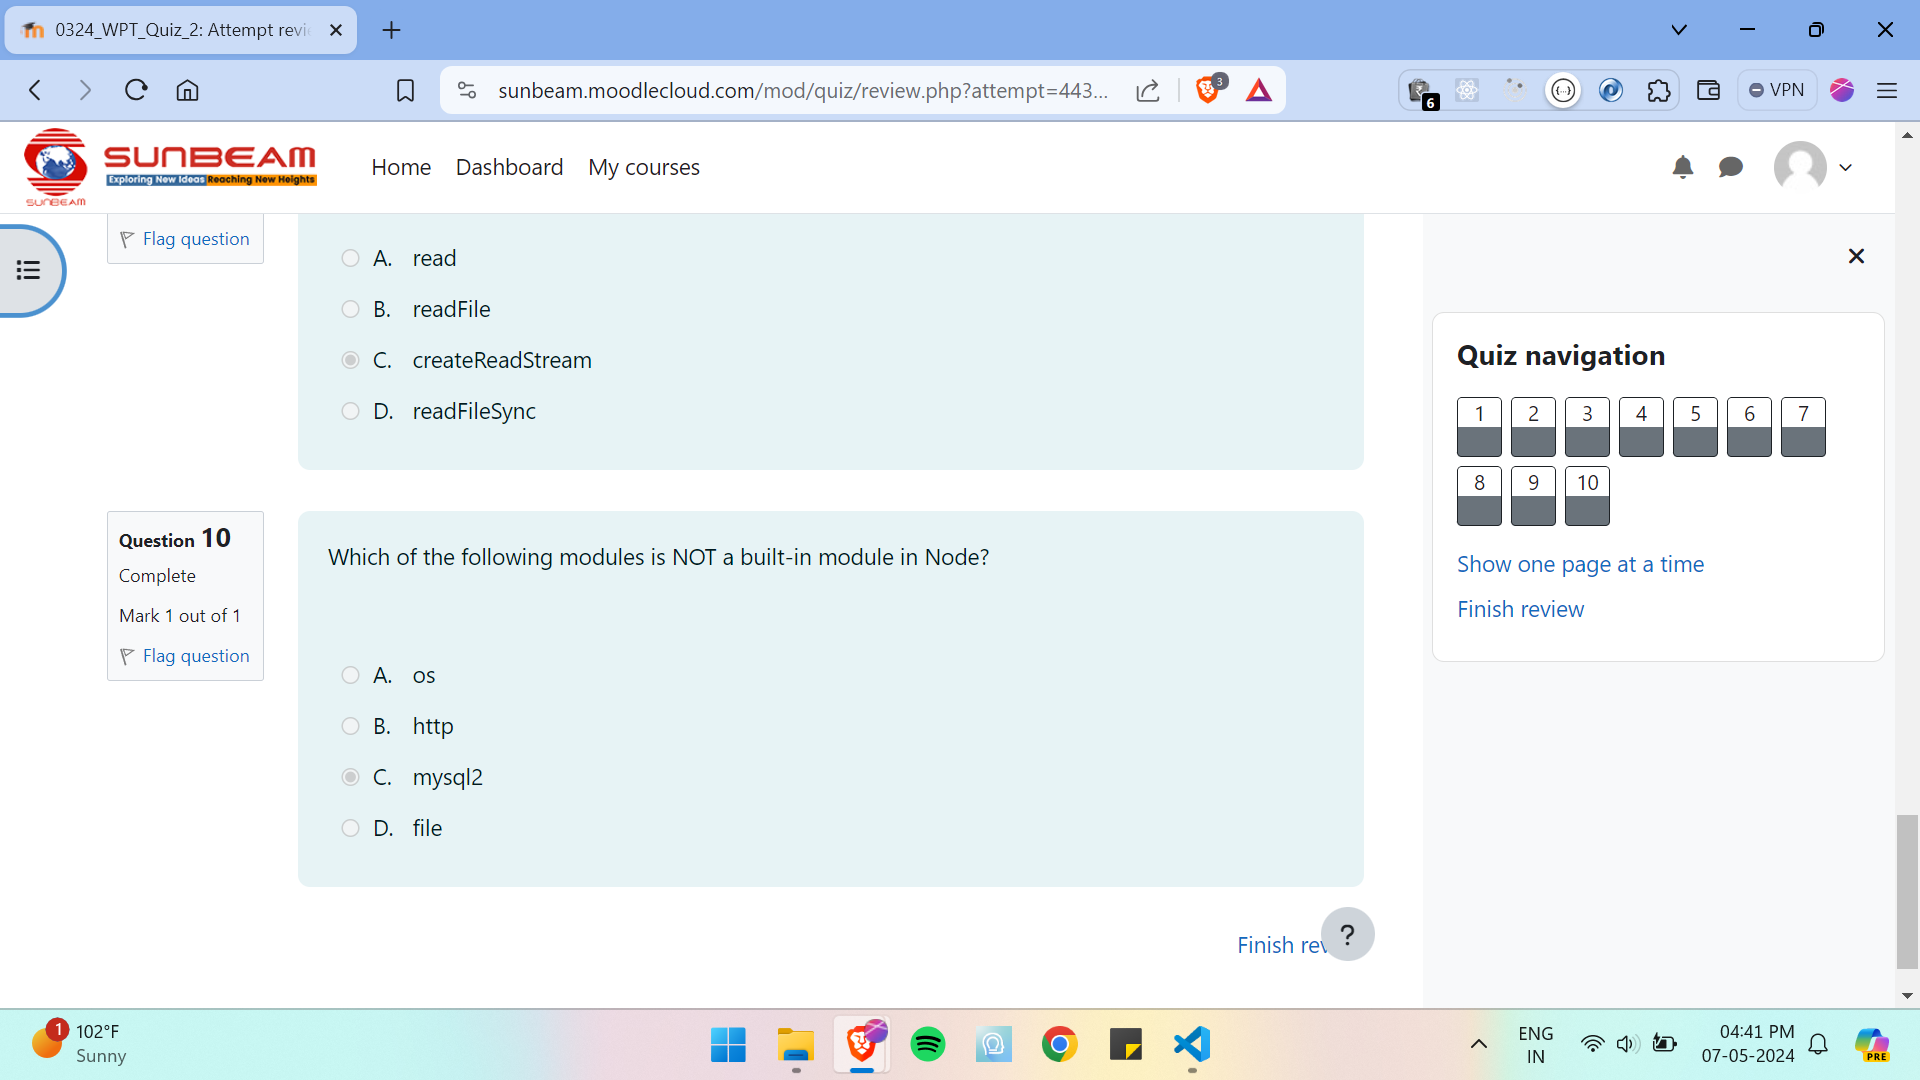 0324_WPT_Quiz_2: Attempt revi
sunbeam.moodlecloud.com/mod/quiz/review.php?attempt=443...
3
6
VPN
SUNBEAM
Exploring New Ideas Reaching New Heights
SUNBEAM
Home Dashboard My courses
Flag question
A. read
B. readFile
C. createReadStream
D. readFileSync
Quiz navigation
1 2 3 4 5 6 7
8 9 10
Show one page at a time
Finish review
Question 10
Complete
Mark 1 out of 1
Flag question
Which of the following modules is NOT a built-in module in Node?
A. os
B. http
C. mysql2
D. file
Finish rev
?
1
102°F
Sunny
ENG
IN
04:41 PM
07-05-2024
PRE